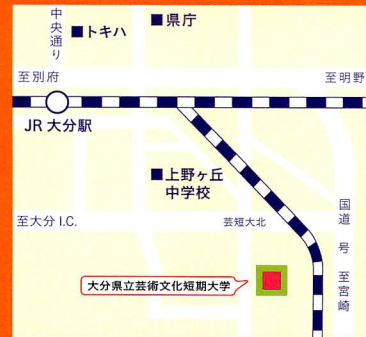 中央通り
■トキハ
■県庁
至別府
至明野
JR 大分駅
■上野ヶ丘
中学校
至大分 I.C.
芸短大北
国道 号 至宮崎
大分県立芸術文化短期大学